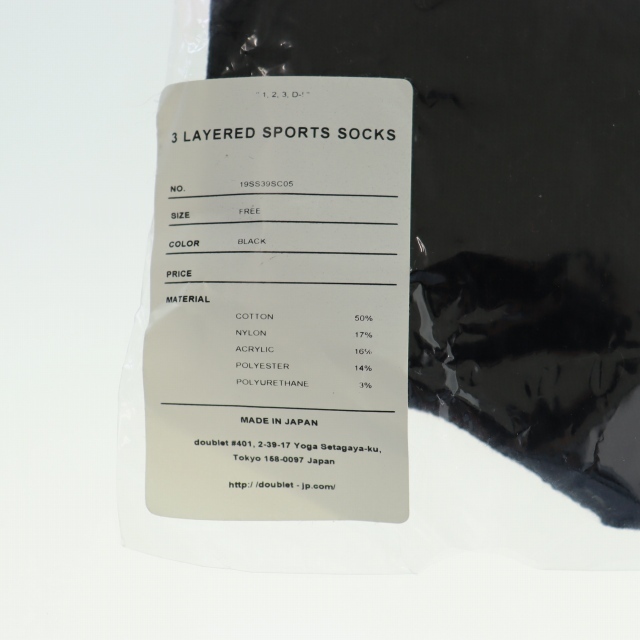 1, 2, 3, D-!
3 LAYERED SPORTS SOCKS
NO. 19SS39SC05
SIZE FREE
COLOR BLACK
PRICE
MATERIAL
COTTON 50%
NYLON 17%
ACRYLIC 16%
POLYESTER 14%
POLYURETHANE 3%
MADE IN JAPAN
doublet #401, 2-39-17 Yoga Setagaya-ku,
Tokyo 158-0097 Japan
http://doublet-jp.com/